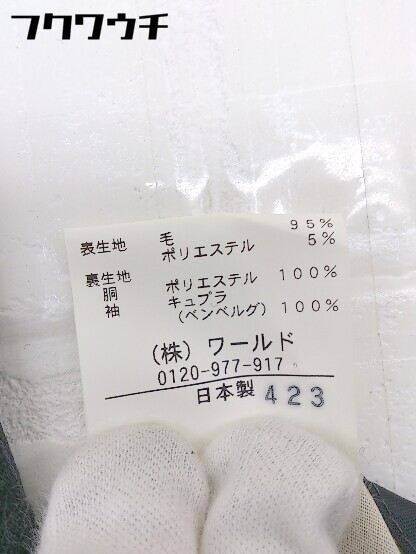 フクワウチ
95%
表生地 毛
ポリエステル 5%
裏生地
胴 ポリエステル 100%
袖 キュプラ
(ベンベルグ) 100%
(株) ワールド
0120-977-917
日本製 423